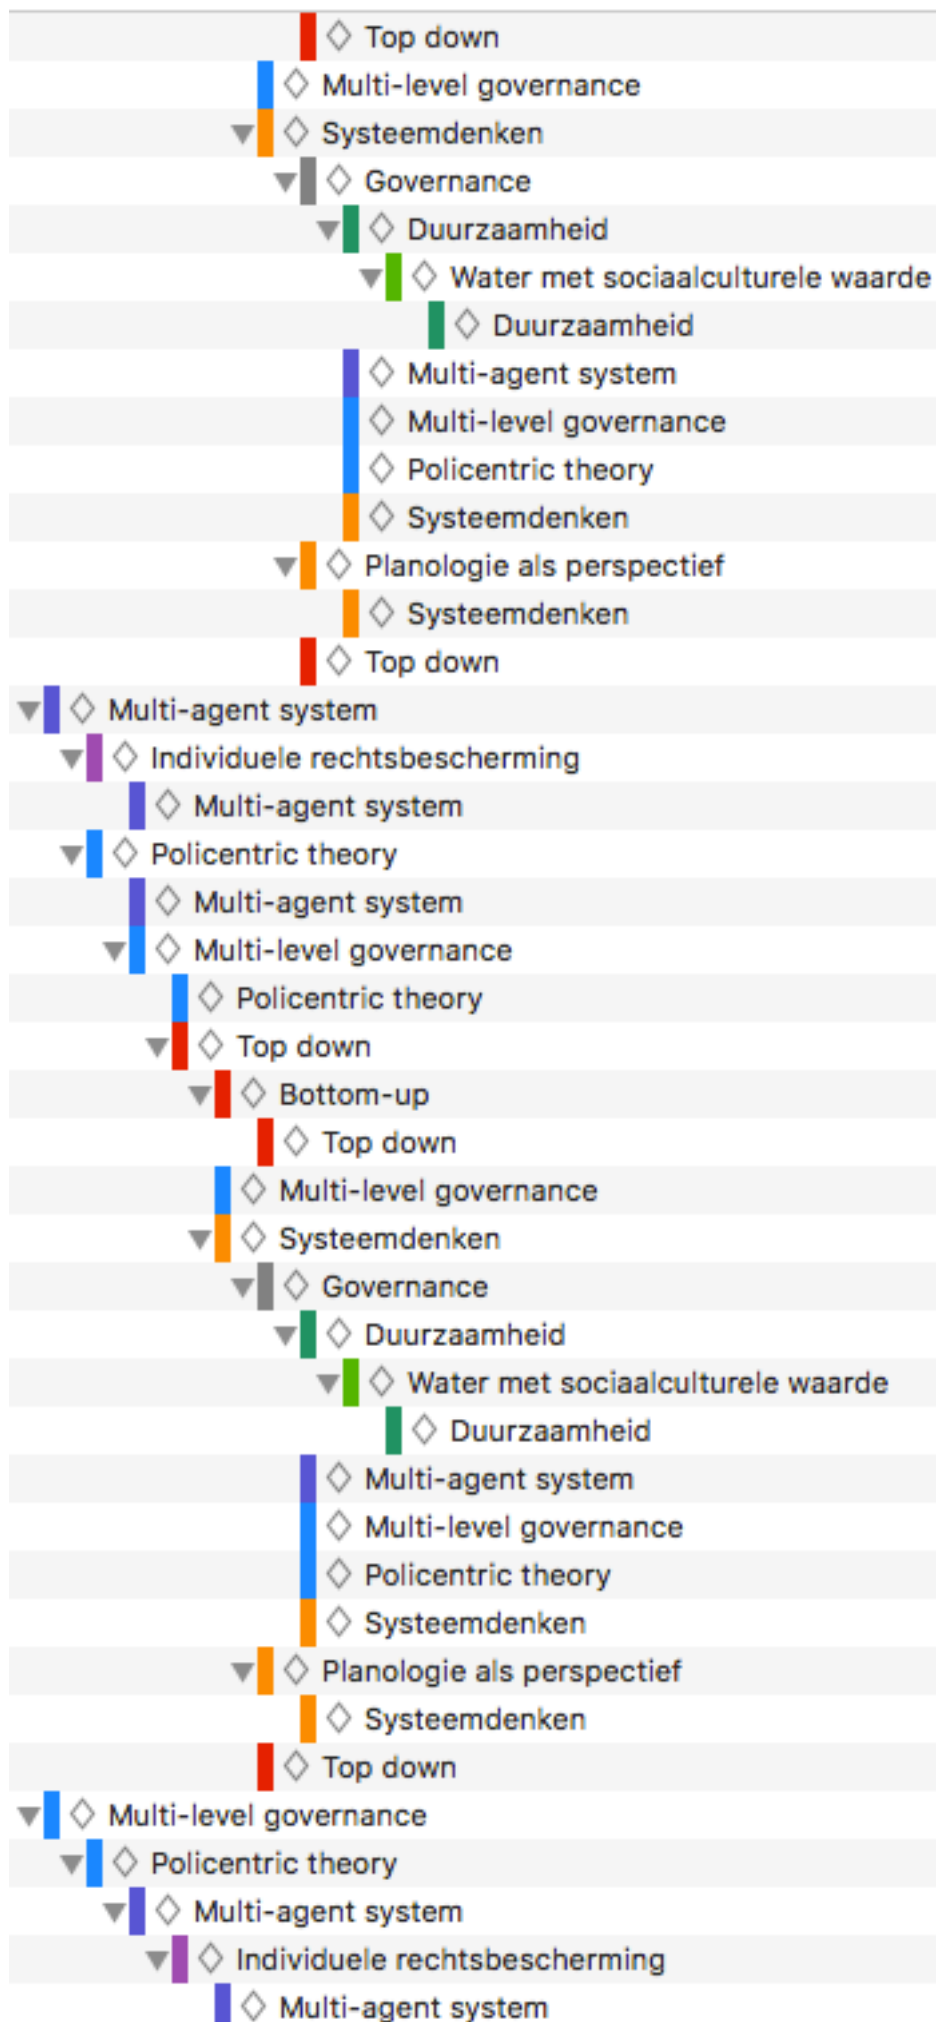 Top down
Multi-level governance
Systeemdenken
Governance
Duurzaamheid
Water met sociaalculturele waarde
Duurzaamheid
Multi-agent system
Multi-level governance
Policentric theory
Systeemdenken
Planologie als perspectief
Systeemdenken
Top down
Multi-agent system
Individuele rechtsbescherming
Multi-agent system
Policentric theory
Multi-agent system
Multi-level governance
Policentric theory
Top down
Bottom-up
Top down
Multi-level governance
Systeemdenken
Governance
Duurzaamheid
Water met sociaalculturele waarde
Duurzaamheid
Multi-agent system
Multi-level governance
Policentric theory
Systeemdenken
Planologie als perspectief
Systeemdenken
Top down
Multi-level governance
Policentric theory
Multi-agent system
Individuele rechtsbescherming
Multi-agent system